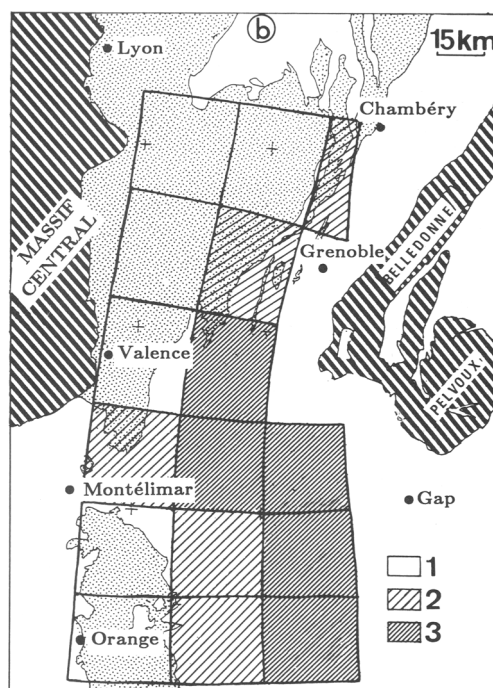 Lyon
b
15km
Chambéry
MASSIF
CENTRAL
BELLEDONNE
Grenoble
Valence
PELVOUX
Montélimar
Gap
1
2
3
Orange